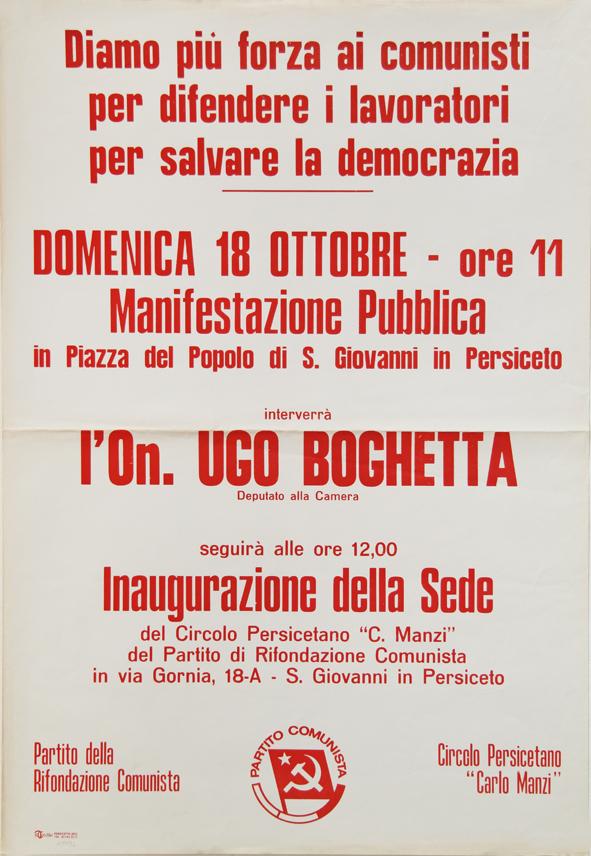 Diamo più forza ai comunisti
per difendere i lavoratori
per salvare la democrazia
DOMENICA 18 OTTOBRE - ore 11
Manifestazione Pubblica
in Piazza del Popolo di S. Giovanni in Persiceto
interverrà
l'On. UGO BOGHETTA
Deputato alla Camera
seguirà alle ore 12,00
Inaugurazione della Sede
del Circolo Persicetano "C. Manzi"
del Partito di Rifondazione Comunista
in via Gornia, 18-A - S. Giovanni in Persiceto
Partito della
Rifondazione Comunista
PARTITO COMUNISTA
Circolo Persicetano
"Carlo Manzi"